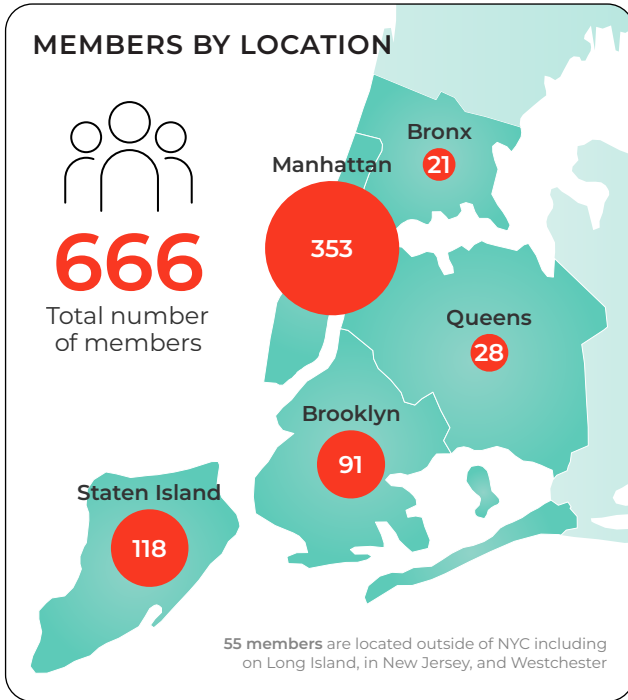 MEMBERS BY LOCATION
666
Total number
of members
Bronx
21
Manhattan
353
Queens
28
Brooklyn
91
Staten Island
118
55 members are located outside of NYC including
on Long Island, in New Jersey, and Westchester